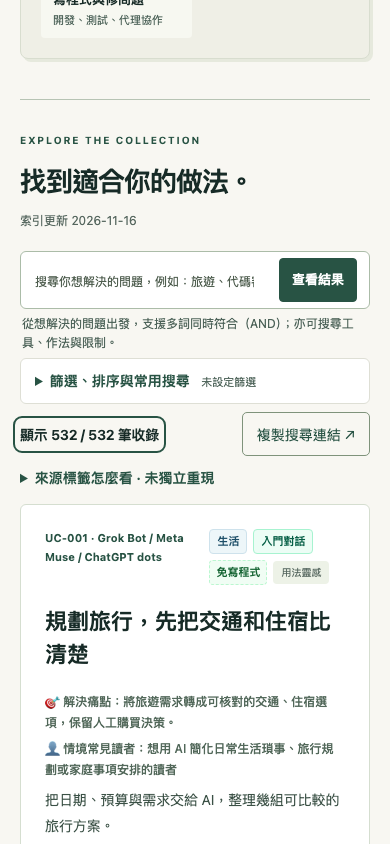 開發、測試、代理協作
EXPLORE THE COLLECTION
找到適合你的做法。
索引更新 2026-11-16
搜尋你想解決的問題，例如：旅遊、代碼
查看結果
從想解決的問題出發，支援多詞同時符合（AND）；亦可搜尋工
具、作法與限制。
▶ 篩選、排序與常用搜尋 未設定篩選
顯示 532 / 532 筆收錄
複製搜尋連結 ↗
▶ 來源標籤怎麼看 · 未獨立重現
UC-001 · Grok Bot / Meta
Muse / ChatGPT dots
生活 入門對話
免寫程式 用法靈感
規劃旅行，先把交通和住宿比
清楚
🎯 解決痛點：將旅遊需求轉成可核對的交通、住宿選
項，保留人工購買決策。
👤 情境常見讀者：想用 AI 簡化日常生活瑣事、旅行規
劃或家庭事項安排的讀者
把日期、預算與需求交給 AI，整理幾組可比較的
旅行方案。